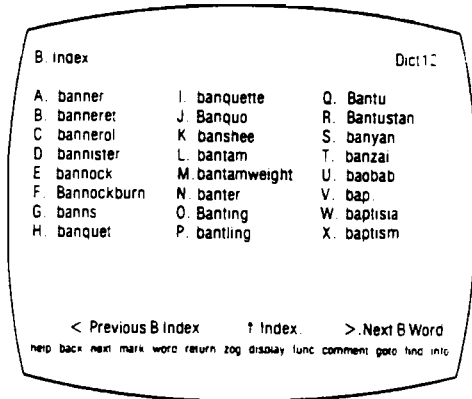 B. Index Dict12
A. banner I. banquette Q. Bantu
B. banneret J. Banquo R. Bantustan
C bannerol K banshee S. banyan
D bannister L. bantam T. banzai
E bannock M. bantamweight U. baobab
F. Bannockburn N. banter V. bap.
G. banns O. Banting W. baptisia
H. banquet P. bantling X. baptism
< Previous B Index ↑ Index. >.Next B Word
help back next mark word return zog display func comment goto find info